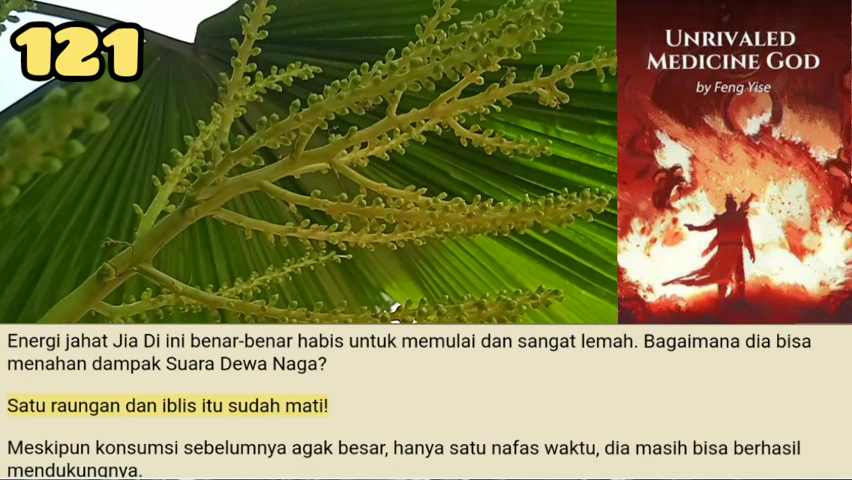 121
UNRIVALED
MEDICINE GOD
by Feng Yise
Energi jahat Jia Di ini benar-benar habis untuk memulai dan sangat lemah. Bagaimana dia bisa
menahan dampak Suara Dewa Naga?
Satu raungan dan iblis itu sudah mati!
Meskipun konsumsi sebelumnya agak besar, hanya satu nafas waktu, dia masih bisa berhasil
mendukungnya.